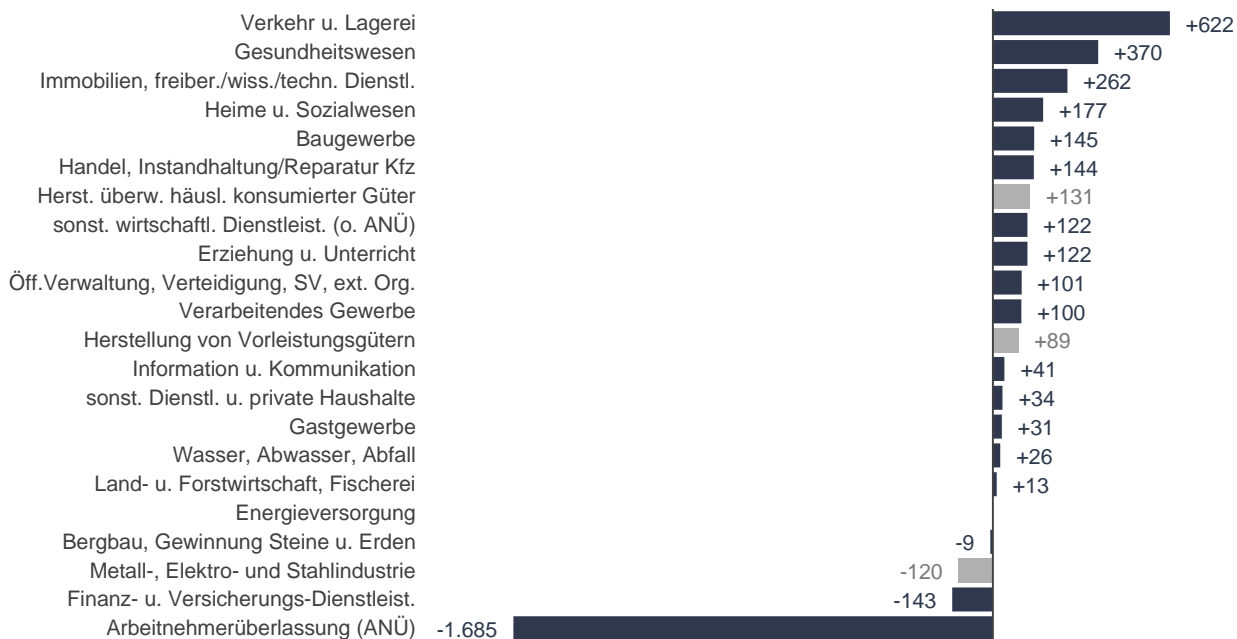 Verkehr u. Lagerei +622
Gesundheitswesen +370
Immobilien, freiber./wiss./techn. Dienstl. +262
Heime u. Sozialwesen +177
Baugewerbe +145
Handel, Instandhaltung/Reparatur Kfz +144
Herst. überw. häusl. konsumierter Güter +131
sonst. wirtschaftl. Dienstleist. (o. ANÜ) +122
Erziehung u. Unterricht +122
Öff.Verwaltung, Verteidigung, SV, ext. Org. +101
Verarbeitendes Gewerbe +100
Herstellung von Vorleistungsgütern +89
Information u. Kommunikation +41
sonst. Dienstl. u. private Haushalte +34
Gastgewerbe +31
Wasser, Abwasser, Abfall +26
Land- u. Forstwirtschaft, Fischerei +13
Energieversorgung
Bergbau, Gewinnung Steine u. Erden -9
Metall-, Elektro- und Stahlindustrie -120
Finanz- u. Versicherungs-Dienstleist. -143
Arbeitnehmerüberlassung (ANÜ) -1.685